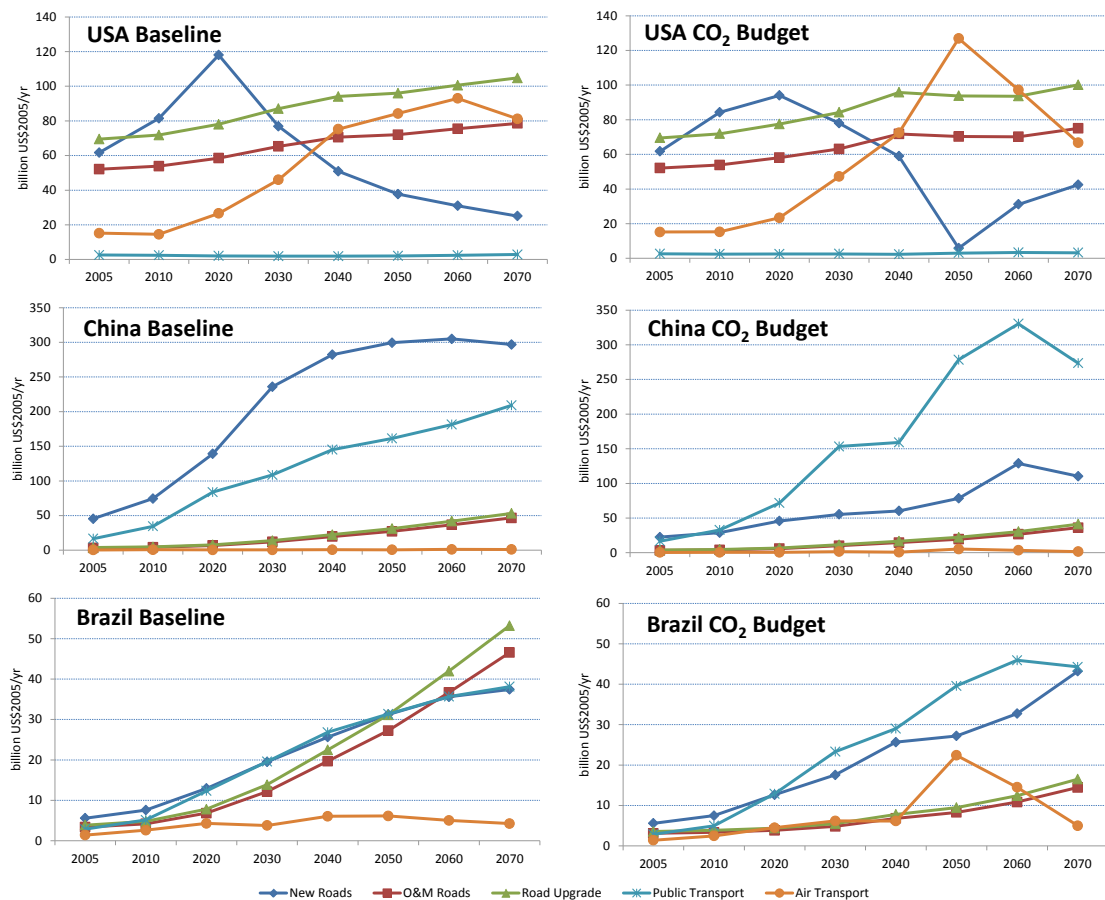 USA Baseline
billion US$2005/yr
140
120
100
80
60
40
20
0
2005 2010 2020 2030 2040 2050 2060 2070
USA CO₂ Budget
billion US$2005/yr
140
120
100
80
60
40
20
0
2005 2010 2020 2030 2040 2050 2060 2070
China Baseline
billion US$2005/yr
350
300
250
200
150
100
50
0
2005 2010 2020 2030 2040 2050 2060 2070
China CO₂ Budget
billion US$2005/yr
350
300
250
200
150
100
50
0
2005 2010 2020 2030 2040 2050 2060 2070
Brazil Baseline
billion US$2005/yr
60
50
40
30
20
10
0
2005 2010 2020 2030 2040 2050 2060 2070
Brazil CO₂ Budget
billion US$2005/yr
60
50
40
30
20
10
0
2005 2010 2020 2030 2040 2050 2060 2070
New Roads O&M Roads Road Upgrade Public Transport Air Transport